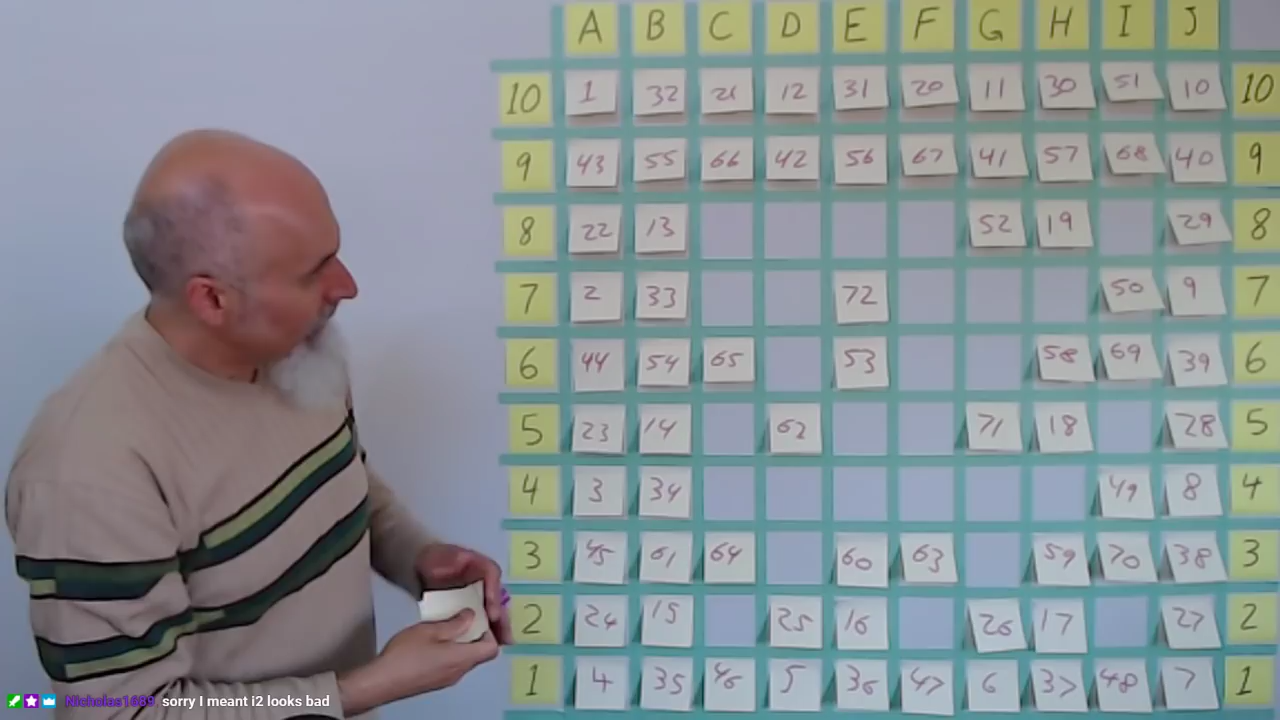 A B C D E F G H I J
10 1 32 21 12 31 20 11 30 51 10 10
9 43 55 66 42 56 67 41 57 68 40 9
8 22 13 52 19 29 8
7 2 33 72 50 9 7
6 44 54 65 53 58 69 39 6
5 23 14 62 71 18 28 5
4 3 34 49 8 4
3 45 61 64 60 63 59 70 38 3
2 24 15 25 16 26 17 27 2
1 4 35 46 5 36 47 6 37 48 7 1
Nicholas1689 sorry I meant i2 looks bad